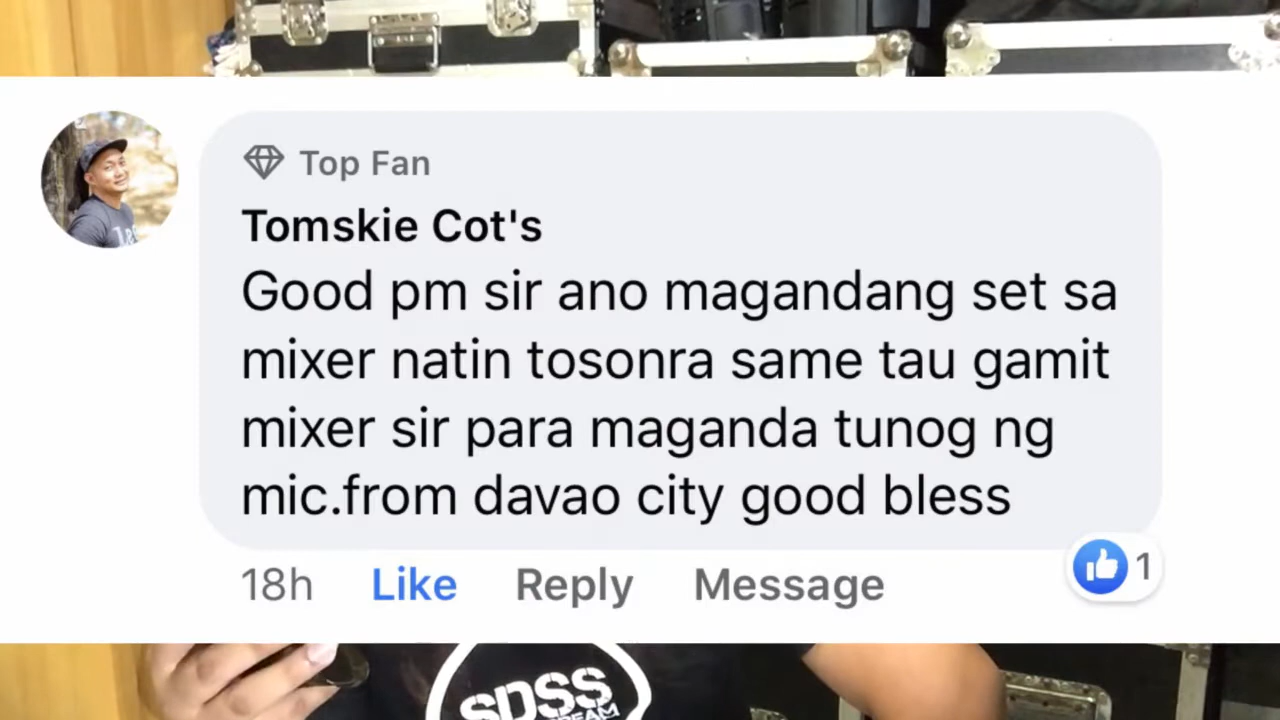 Top Fan
Tomskie Cot's
Good pm sir ano magandang set sa
mixer natin tosonra same tau gamit
mixer sir para maganda tunog ng
mic.from davao city good bless
18h Like Reply Message 1
SDSS